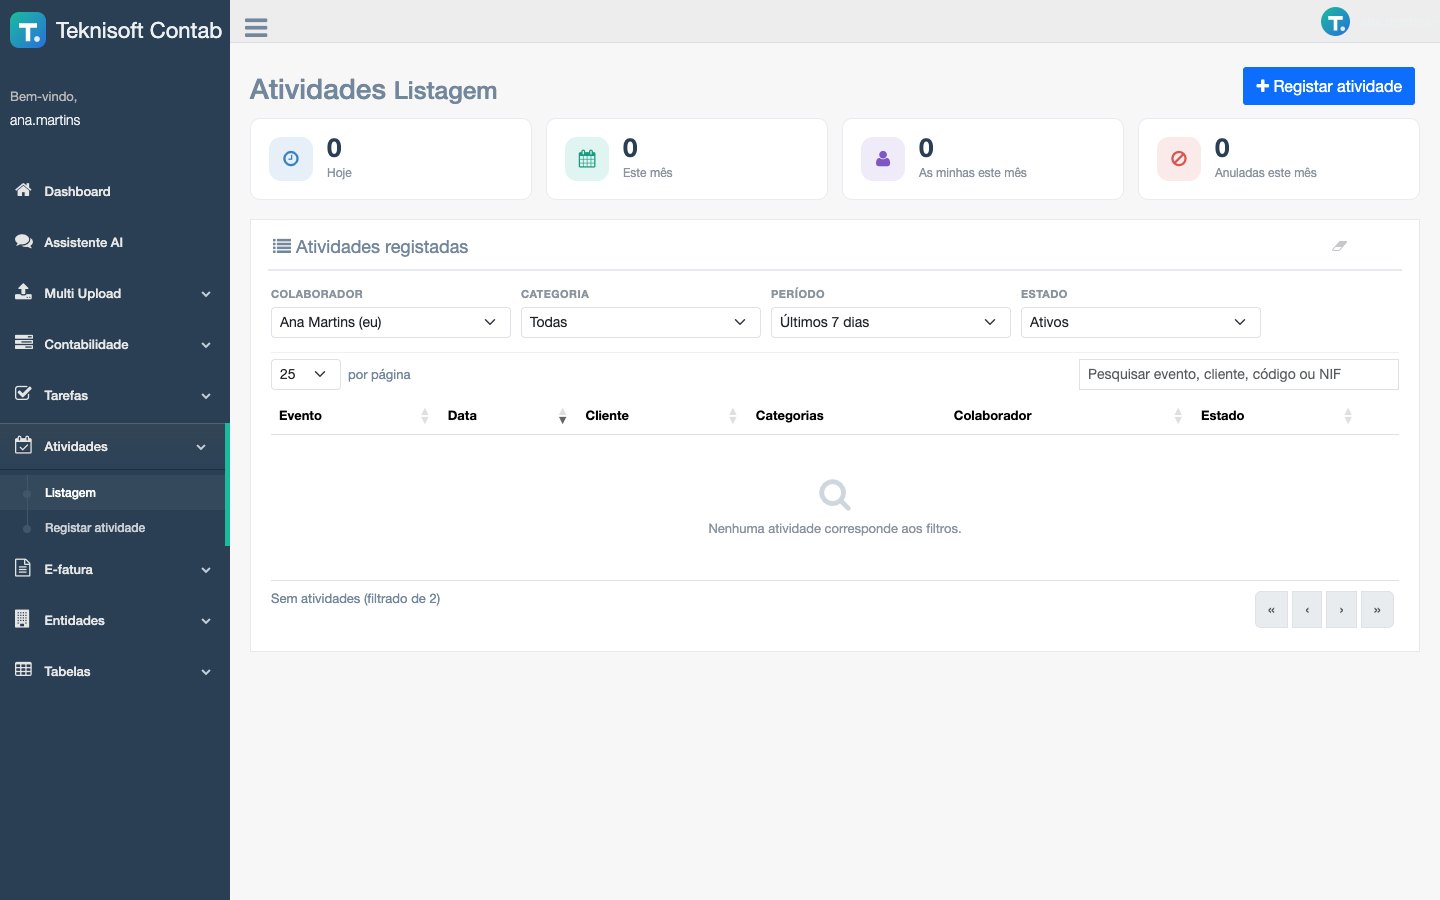 T. Teknisoft Contab
T.
Bem-vindo,
ana.martins
Dashboard
Assistente AI
Multi Upload
Contabilidade
Tarefas
Atividades
Listagem
Registar atividade
E-fatura
Entidades
Tabelas
Atividades Listagem
Registar atividade
0
Hoje
0
Este mês
0
As minhas este mês
0
Anuladas este mês
Atividades registadas
COLABORADOR CATEGORIA PERÍODO ESTADO
Ana Martins (eu) Todas Últimos 7 dias Ativos
25 por página Pesquisar evento, cliente, código ou NIF
Evento Data Cliente Categorias Colaborador Estado
Nenhuma atividade corresponde aos filtros.
Sem atividades (filtrado de 2) « ‹ › »